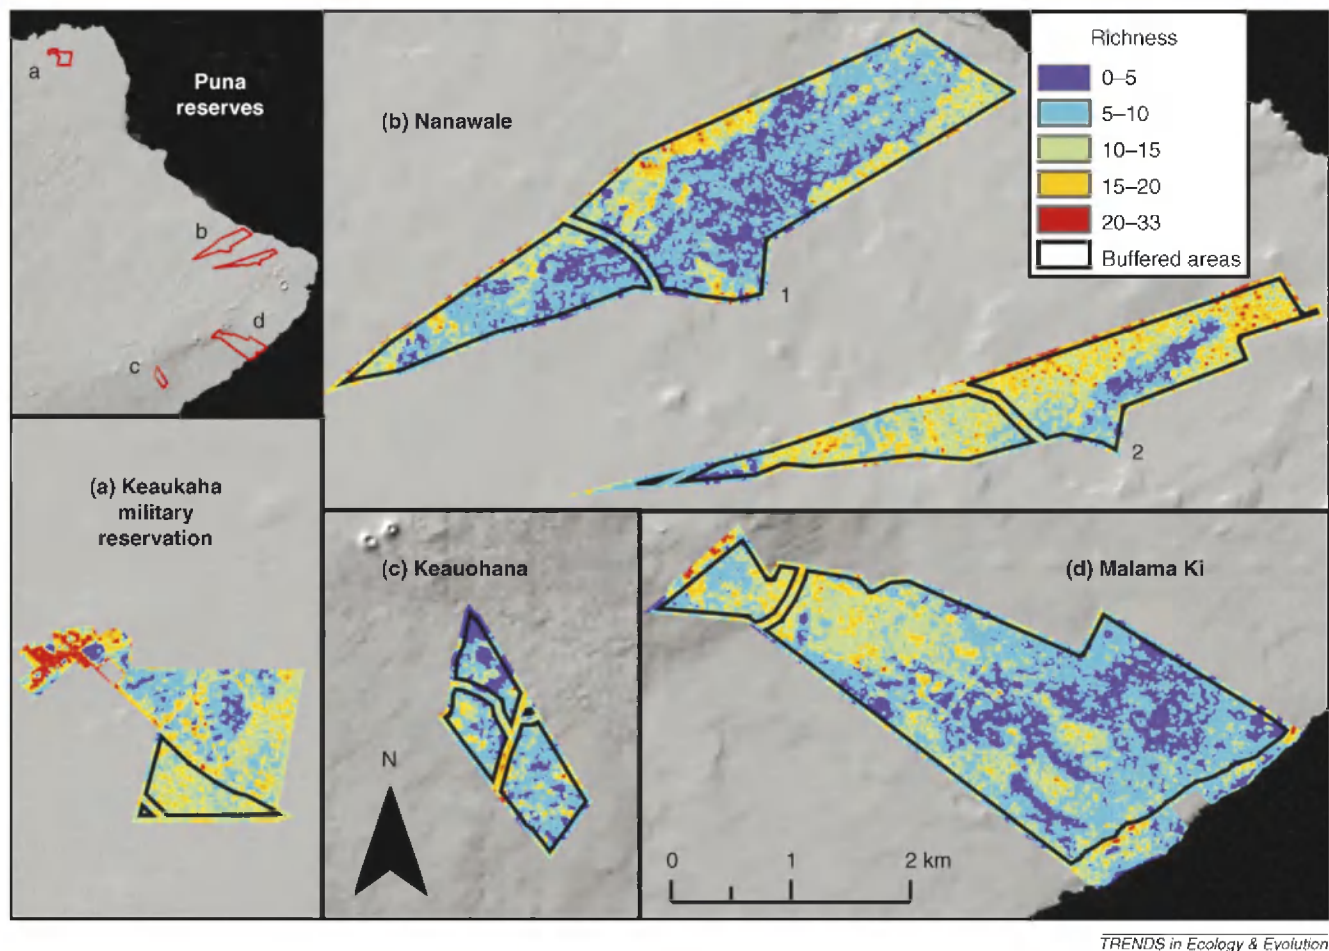 Puna
reserves
a
b
c
d
(b) Nanawale
1
2
Richness
0–5
5–10
10–15
15–20
20–33
Buffered areas
(a) Keaukaha
military
reservation
(c) Keauohana
N
(d) Malama Ki
0 1 2 km
TRENDS in Ecology & Evolution